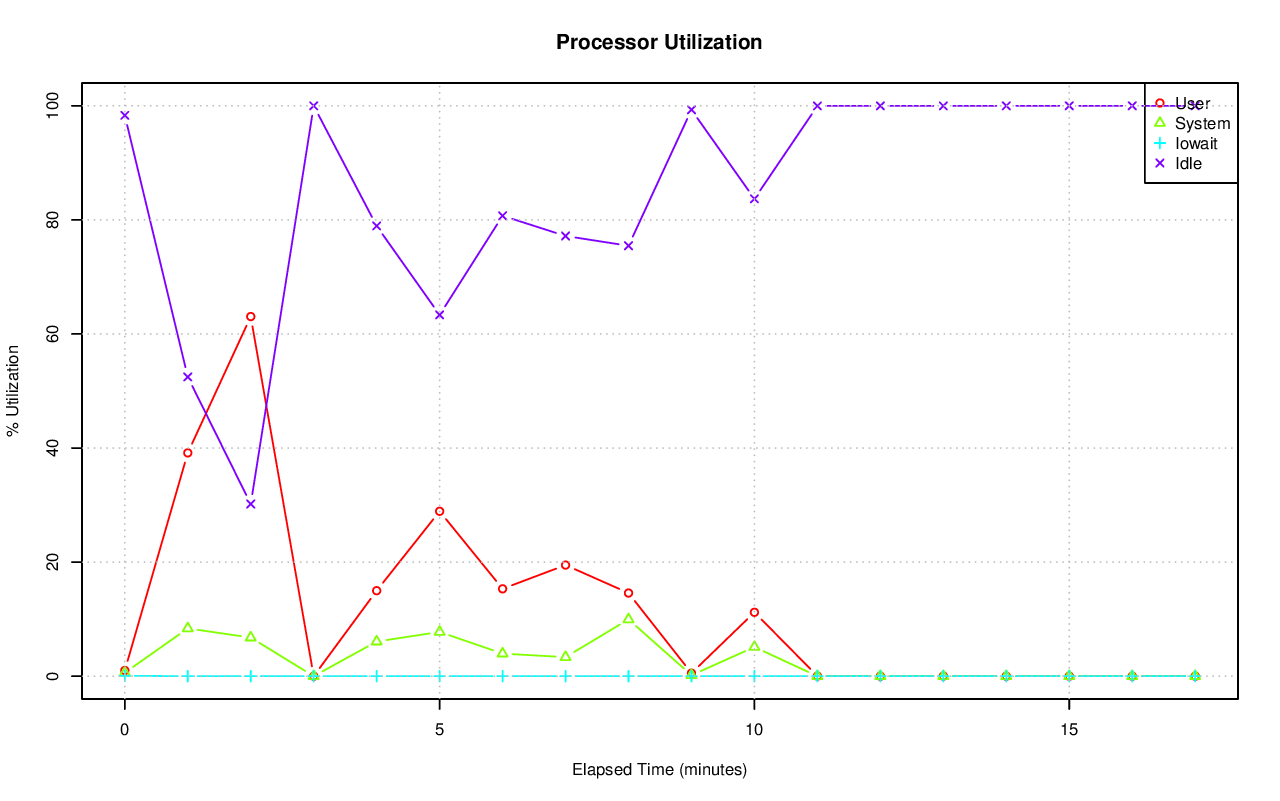 Processor Utilization
% Utilization
100
80
60
40
20
0
User
System
Iowait
Idle
0 5 10 15
Elapsed Time (minutes)